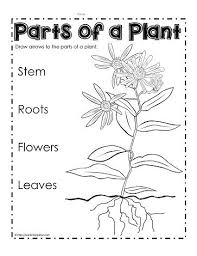 Parts of a Plant
Draw arrows to the parts of a plant.
Stem
Roots
Flowers
Leaves